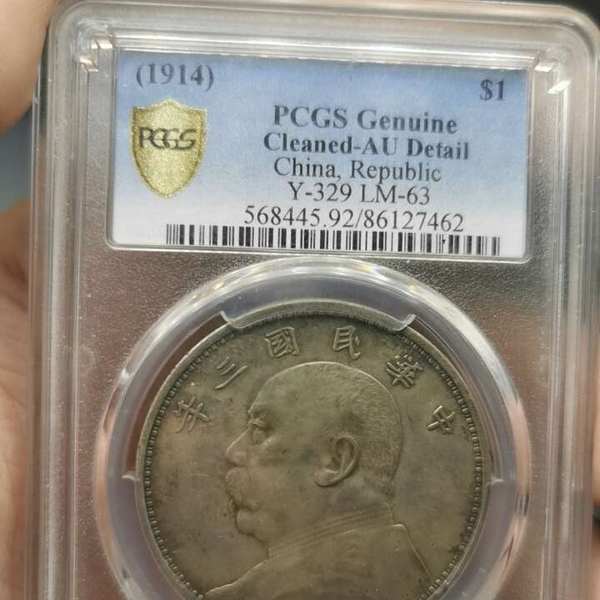 (1914) $1
PCGS
PCGS Genuine
Cleaned-AU Detail
China, Republic
Y-329 LM-63
568445.92/86127462
中華民國三年